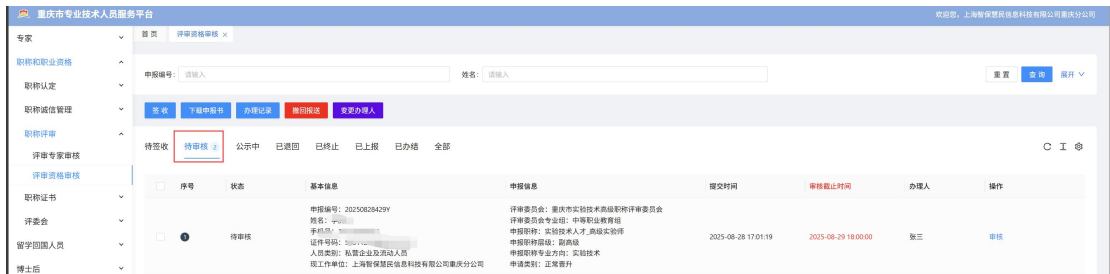 重庆市专业技术人员服务平台
欢迎您，上海智保慧民信息科技有限公司重庆分公司
专家
首页 评审资格审核 ×
职称和职业资格
申报编号： 请输入 姓名： 请输入 重置 查询 展开
职称认定
职称诚信管理
签收 下载申报书 办理记录 撤回报送 变更办理人
职称评审
待签收 待审核 2 公示中 已退回 已终止 已上报 已办结 全部
评审专家审核
评审资格审核
序号 状态 基本信息 申报信息 提交时间 审核截止时间 办理人 操作
职称证书
评委会
留学回国人员
博士后
1 待审核
申报编号：20250828429Y
姓名：
手机号：
证件号码：
人员类别：私营企业及流动人员
现工作单位：上海智保慧民信息科技有限公司重庆分公司
评审委员会：重庆市实验技术高级职称评审委员会
评审委员会专业组：中等职业教育组
申报职称：实验技术人才_高级实验师
申报职称层级：副高级
申报职称专业方向：实验技术
申请类别：正常晋升
2025-08-28 17:01:19
2025-08-29 18:00:00
张三
审核